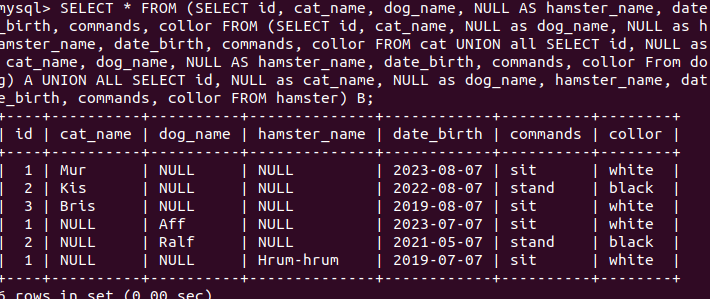 mysql> SELECT * FROM (SELECT id, cat_name, dog_name, NULL AS hamster_name, date
_birth, commands, collor FROM (SELECT id, cat_name, NULL as dog_name, NULL as h
amster_name, date_birth, commands, collor FROM cat UNION all SELECT id, NULL as
 cat_name, dog_name, NULL AS hamster_name, date_birth, commands, collor From do
g) A UNION ALL SELECT id, NULL as cat_name, NULL as dog_name, hamster_name, dat
e_birth, commands, collor FROM hamster) B;
+----+----------+----------+--------------+------------+----------+--------+
| id | cat_name | dog_name | hamster_name | date_birth | commands | collor |
+----+----------+----------+--------------+------------+----------+--------+
|  1 | Mur      | NULL     | NULL         | 2023-08-07 | sit      | white  |
|  2 | Kis      | NULL     | NULL         | 2022-08-07 | stand    | black  |
|  3 | Bris     | NULL     | NULL         | 2019-08-07 | sit      | white  |
|  1 | NULL     | Aff      | NULL         | 2023-07-07 | sit      | white  |
|  2 | NULL     | Ralf     | NULL         | 2021-05-07 | stand    | black  |
|  1 | NULL     | NULL     | Hrum-hrum    | 2019-07-07 | sit      | white  |
+----+----------+----------+--------------+------------+----------+--------+
6 rows in set (0,00 sec)